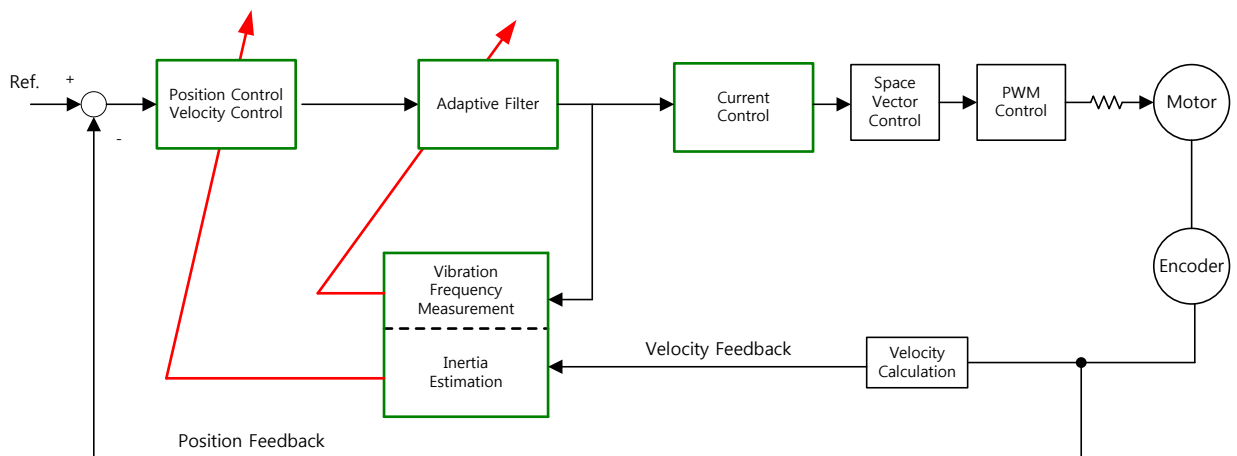 Ref.
+
-
Position Control
Velocity Control
Adaptive Filter
Current
Control
Space
Vector
Control
PWM
Control
Motor
Encoder
Vibration
Frequency
Measurement
Inertia
Estimation
Velocity Feedback
Velocity
Calculation
Position Feedback